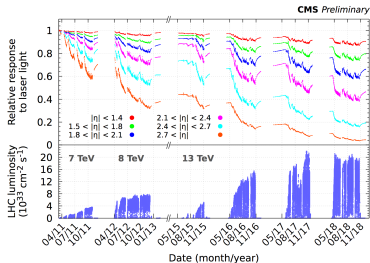 CMS Preliminary
Relative response
to laser light
1
0.8
0.6
0.4
0.2
0
|η| < 1.4
1.5 < |η| < 1.8
1.8 < |η| < 2.1
2.1 < |η| < 2.4
2.4 < |η| < 2.7
2.7 < |η|
LHC luminosity
(10³³ cm⁻² s⁻¹)
20
16
12
8
4
0
7 TeV
8 TeV
13 TeV
04/11
07/11
10/11
04/12
07/12
10/12
01/13
05/15
08/15
11/15
05/16
08/16
11/16
05/17
08/17
11/17
05/18
08/18
11/18
Date (month/year)